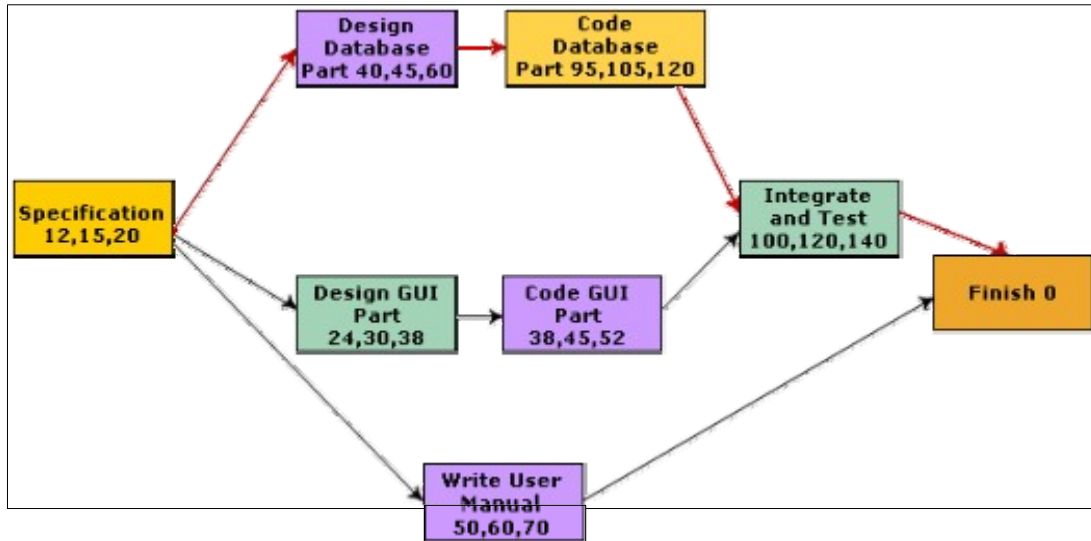 Design
Database
Part 40,45,60
Code
Database
Part 95,105,120
Specification
12,15,20
Integrate
and Test
100,120,140
Design GUI
Part
24,30,38
Code GUI
Part
38,45,52
Finish 0
Write User
Manual
50,60,70